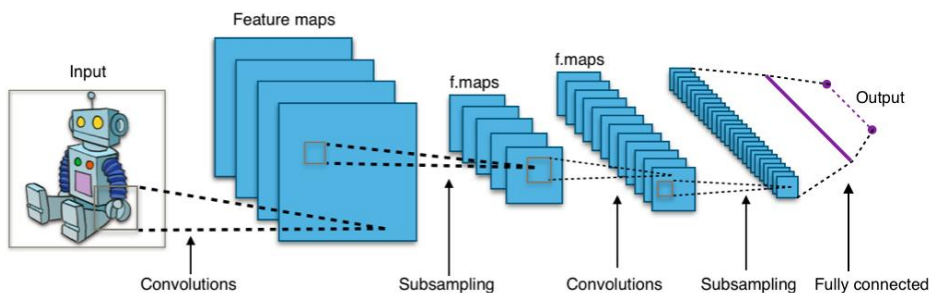 Feature maps
Input
f.maps
f.maps
Output
Convolutions
Subsampling
Convolutions
Subsampling
Fully connected